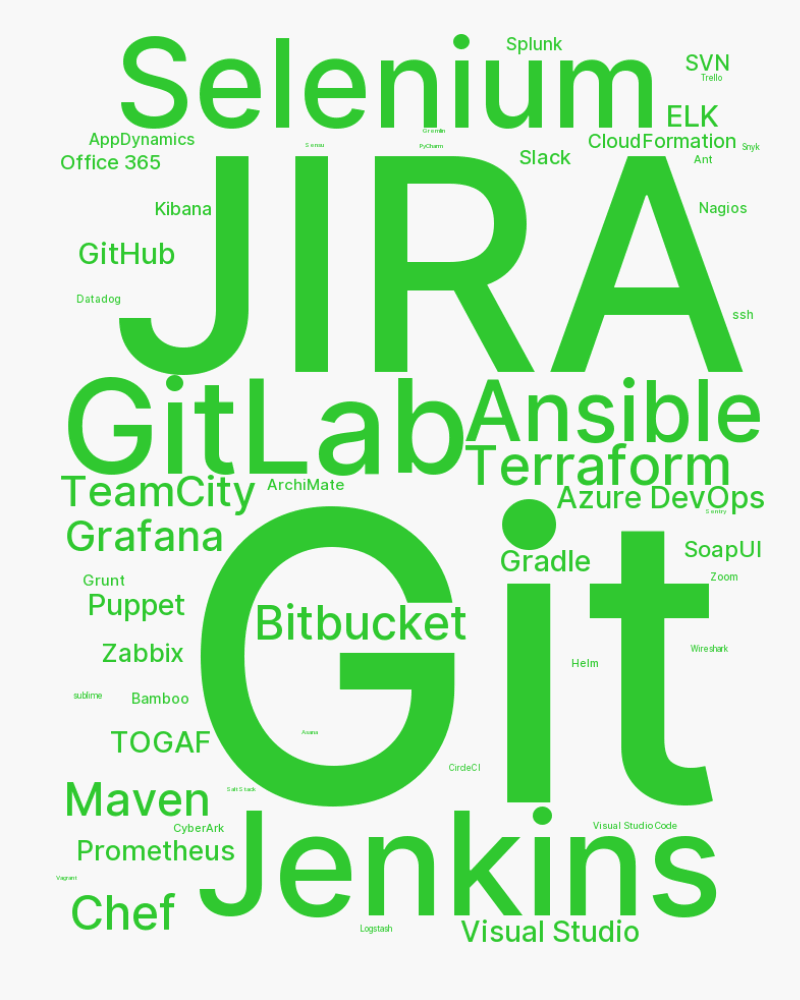 Selenium
Splunk
SVN
Trello
ELK
Gremlin
AppDynamics
Sensu
PyCharm
CloudFormation
Snyk
Office 365
Slack
Ant
JIRA
Kibana
Nagios
GitHub
Datadog
ssh
GitLab
Ansible
Terraform
TeamCity
ArchiMate
Azure DevOps
Sentry
Grafana
Git
Gradle
SoapUI
Grunt
Zoom
Puppet
Bitbucket
Zabbix
Wireshark
Helm
sublime
Bamboo
Asana
TOGAF
CircleCI
SaltStack
Maven
CyberArk
Visual Studio Code
Jenkins
Prometheus
Vagrant
Chef
Logstash
Visual Studio